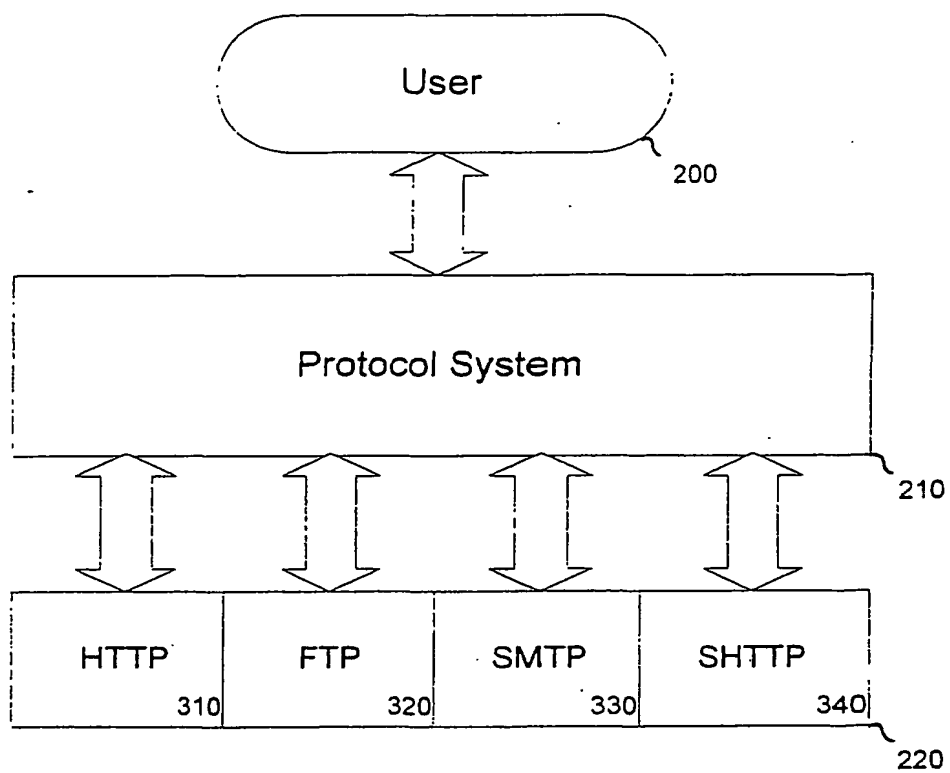 User
200
Protocol System
210
HTTP
FTP
SMTP
SHTTP
310
320
330
340
220